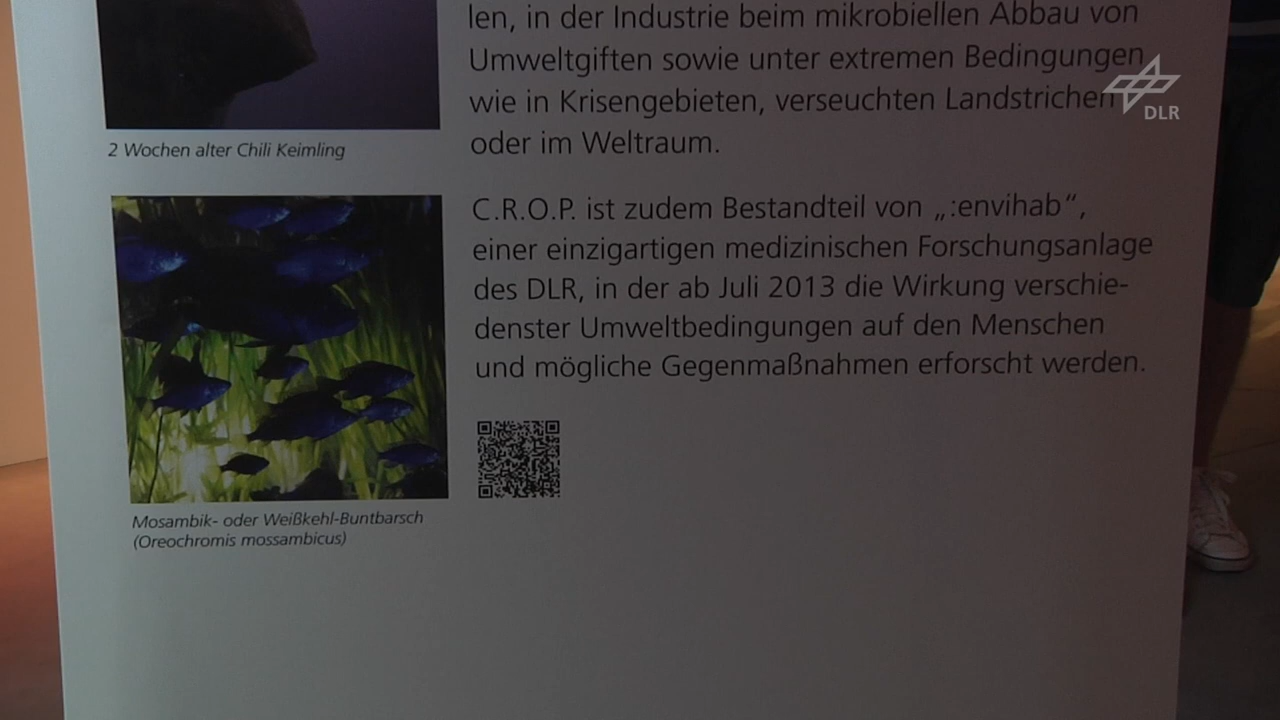 len, in der Industrie beim mikrobiellen Abbau von
Umweltgiften sowie unter extremen Bedingungen
wie in Krisengebieten, verseuchten Landstrichen
oder im Weltraum.
DLR
2 Wochen alter Chili Keimling
C.R.O.P. ist zudem Bestandteil von „:envihab“,
einer einzigartigen medizinischen Forschungsanlage
des DLR, in der ab Juli 2013 die Wirkung verschie-
denster Umweltbedingungen auf den Menschen
und mögliche Gegenmaßnahmen erforscht werden.
Mosambik- oder Weißkehl-Buntbarsch
(Oreochromis mossambicus)